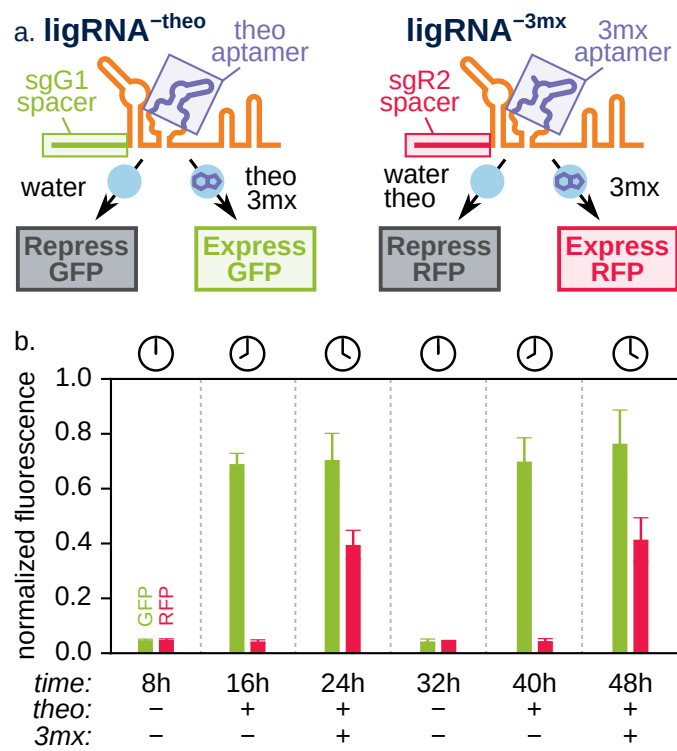 a. ligRNA−theo
theo
aptamer
sgG1
spacer
water
theo
3mx
Repress
GFP
Express
GFP
ligRNA−3mx
3mx
aptamer
sgR2
spacer
water
theo
3mx
Repress
RFP
Express
RFP
b.
normalized fluorescence
1.0
0.8
0.6
0.4
0.2
0.0
GFP
RFP
time: 8h 16h 24h 32h 40h 48h
theo: − + + − + +
3mx: − − + − − +